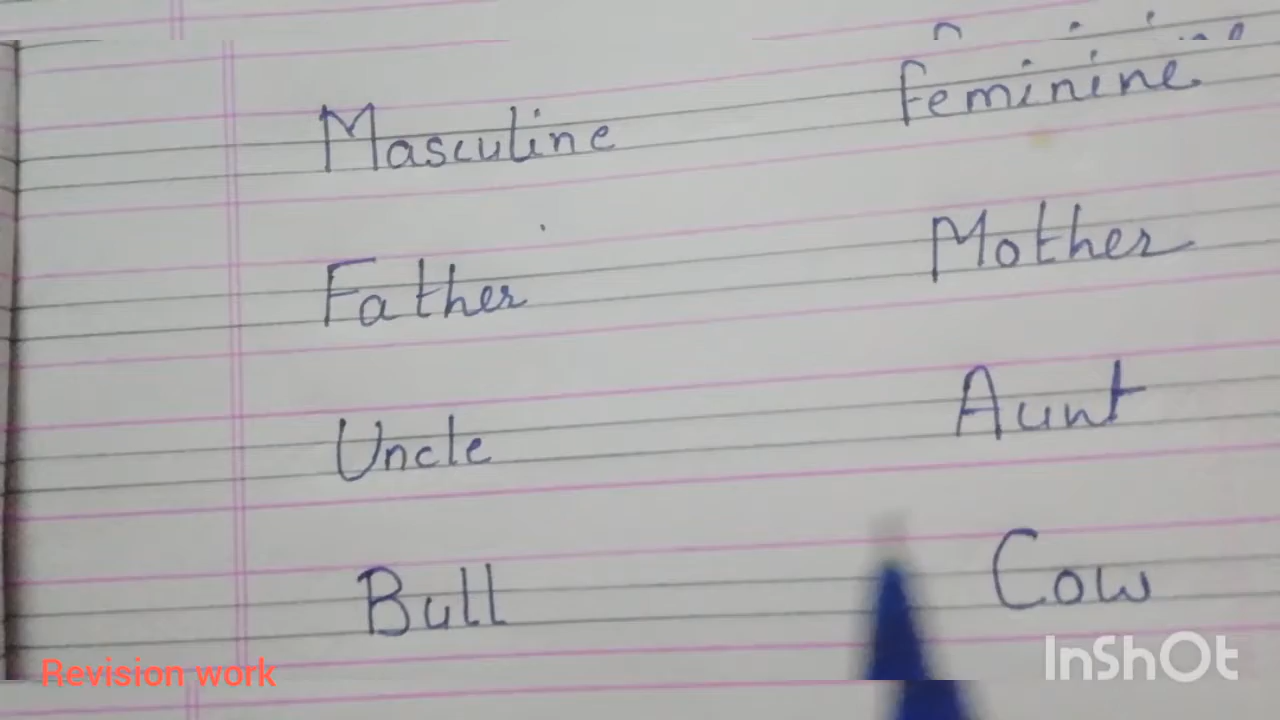 Masculine Feminine
Father Mother
Uncle Aunt
Bull Cow
Revision work
InShOt